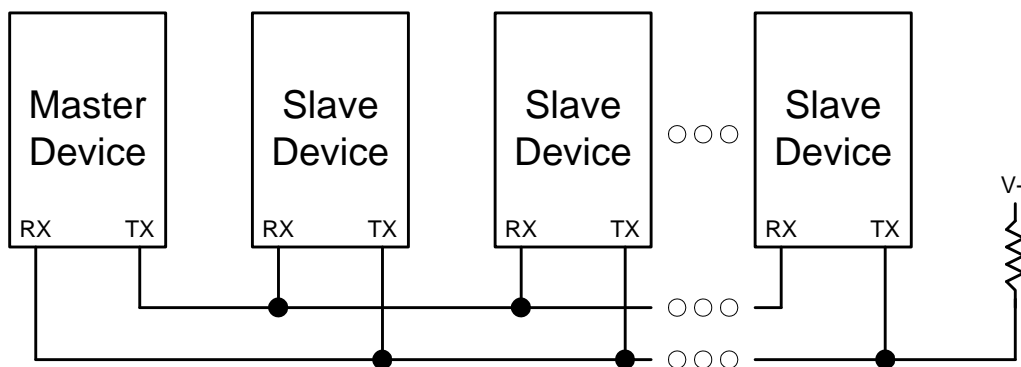 Master
Device
Slave
Device
Slave
Device
Slave
Device
RX TX
RX TX
RX TX
RX TX